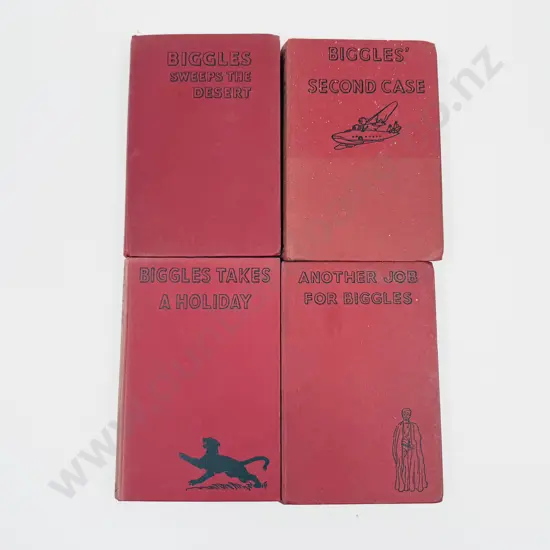 BIGGLES
SWEEPS THE
DESERT
BIGGLES'
SECOND CASE
BIGGLES TAKES
A HOLIDAY
ANOTHER JOB
FOR BIGGLES